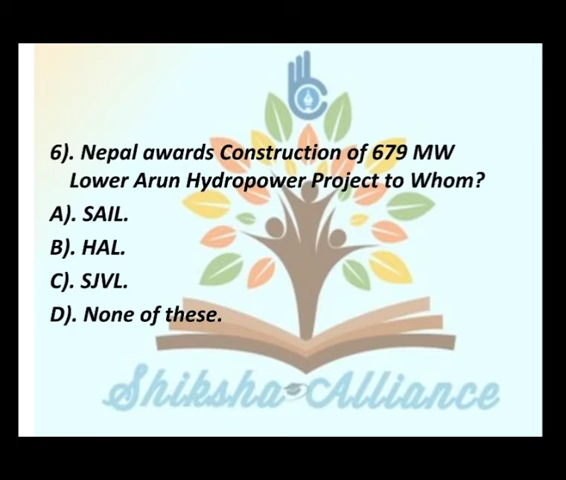 6). Nepal awards Construction of 679 MW
Lower Arun Hydropower Project to Whom?
A). SAIL.
B). HAL.
C). SJVL.
D). None of these.
Shiksha Alliance